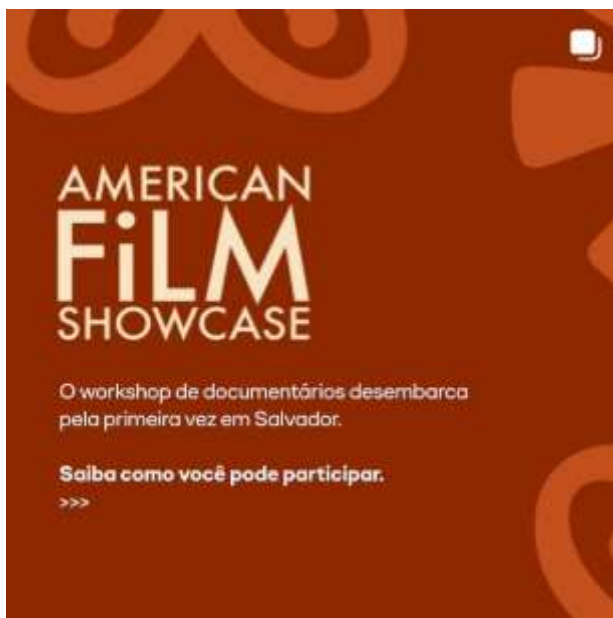 AMERICAN
FiLM
SHOWCASE
O workshop de documentários desembarca
pela primeira vez em Salvador.
Saiba como você pode participar.
>>>